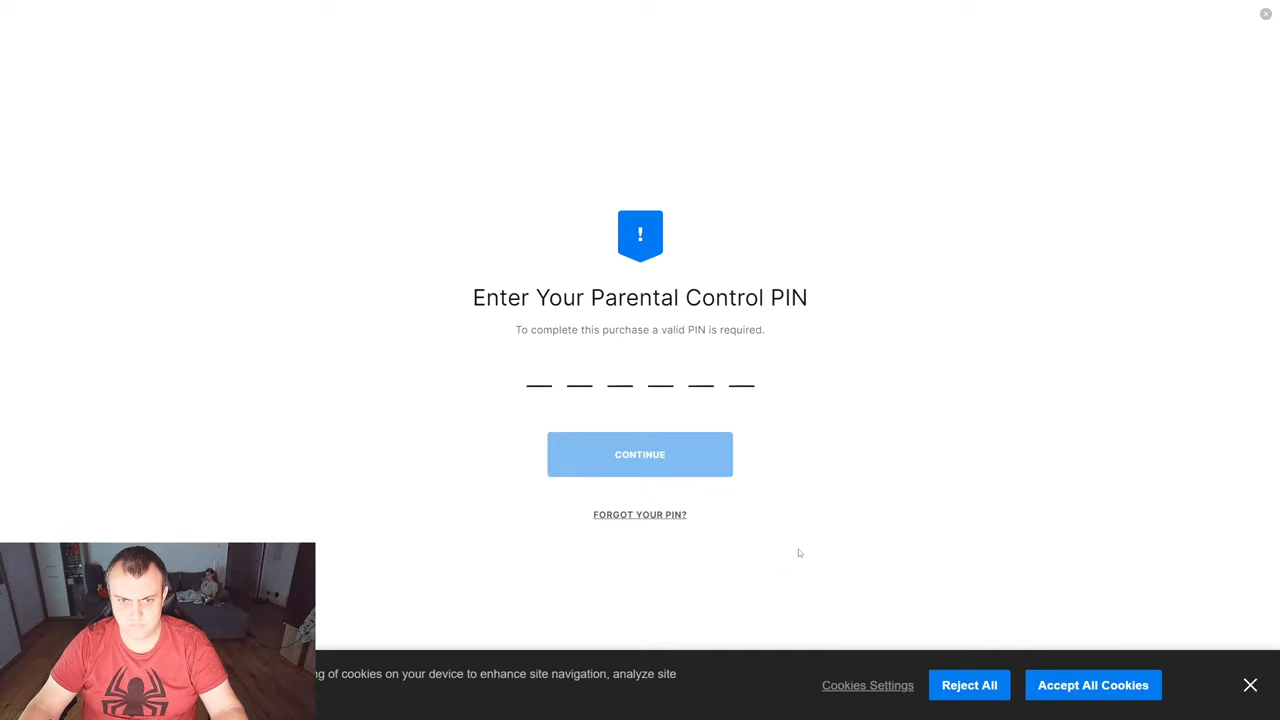 !
Enter Your Parental Control PIN
To complete this purchase a valid PIN is required.
CONTINUE
FORGOT YOUR PIN?
of cookies on your device to enhance site navigation, analyze site
Cookies Settings
Reject All
Accept All Cookies